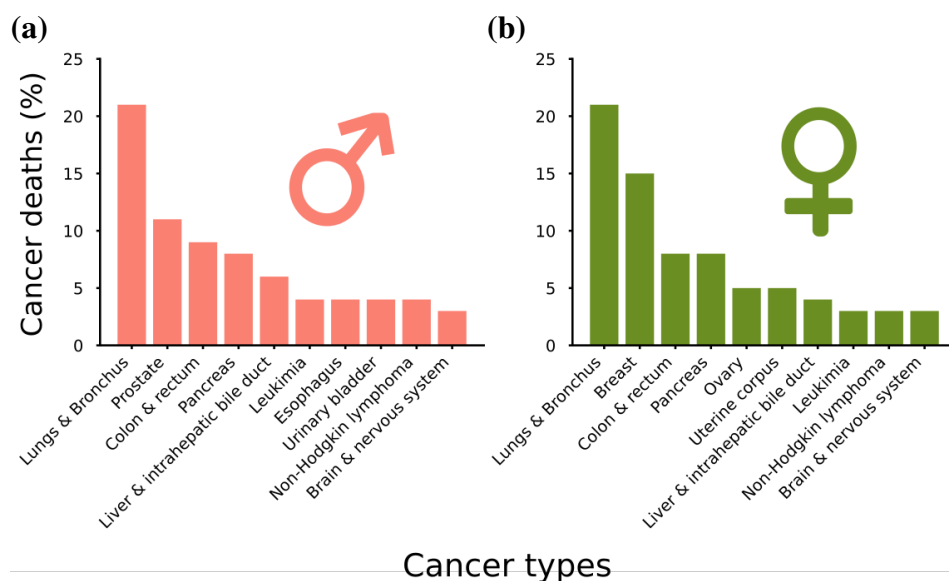 (a)
(b)
Cancer deaths (%)
25
20
15
10
5
0
Lungs & Bronchus
Prostate
Colon & rectum
Pancreas
Liver & intrahepatic bile duct
Leukimia
Esophagus
Urinary bladder
Non-Hodgkin lymphoma
Brain & nervous system
25
20
15
10
5
0
Lungs & Bronchus
Breast
Colon & rectum
Pancreas
Ovary
Uterine corpus
Liver & intrahepatic bile duct
Leukimia
Non-Hodgkin lymphoma
Brain & nervous system
Cancer types